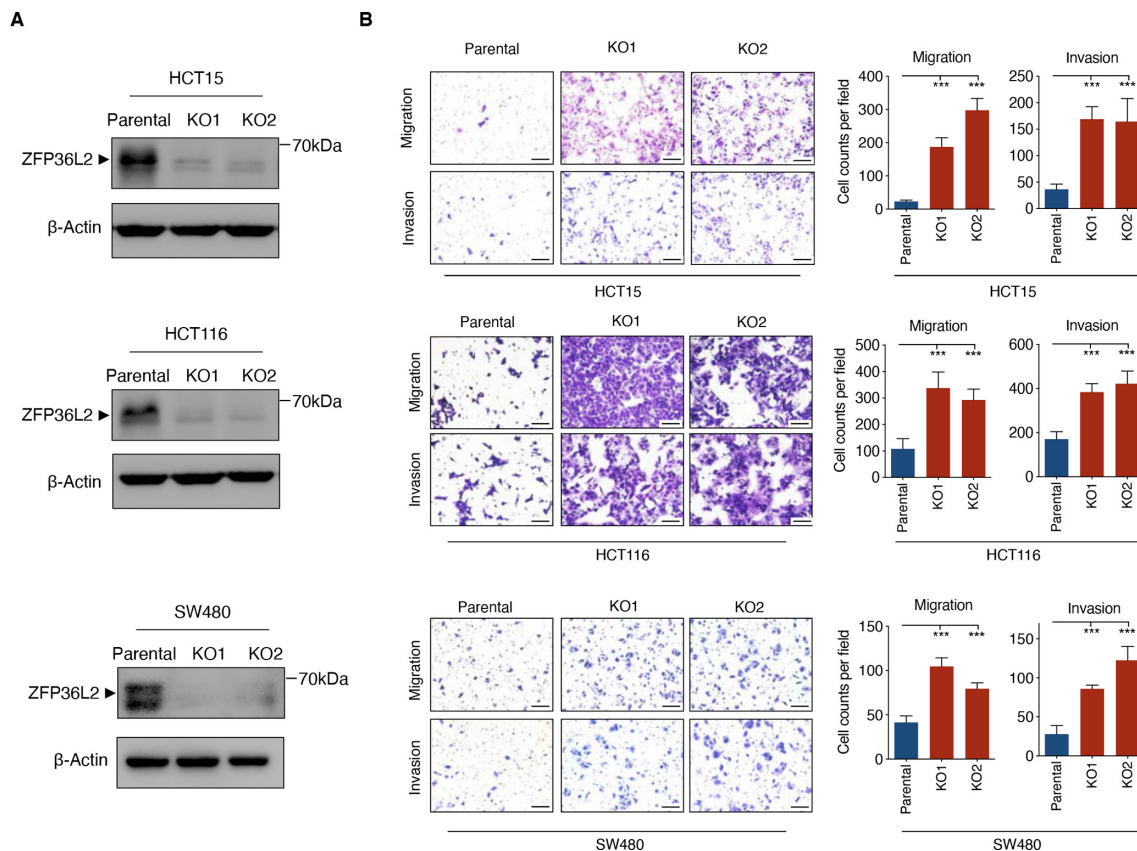 A
HCT15
Parental KO1 KO2
70kDa
ZFP36L2
β-Actin
HCT116
Parental KO1 KO2
70kDa
ZFP36L2
β-Actin
SW480
Parental KO1 KO2
70kDa
ZFP36L2
β-Actin
B
Parental KO1 KO2
Migration
Invasion
HCT15
Migration
Cell counts per field
400
300
200
100
0
***
***
Parental
KO1
KO2
Invasion
250
200
150
100
50
0
***
***
Parental
KO1
KO2
HCT15
Parental KO1 KO2
Migration
Invasion
HCT116
Migration
Cell counts per field
500
400
300
200
100
0
***
***
Parental
KO1
KO2
Invasion
600
400
200
0
***
***
Parental
KO1
KO2
HCT116
Parental KO1 KO2
Migration
Invasion
SW480
Migration
Cell counts per field
150
100
50
0
***
***
Parental
KO1
KO2
Invasion
150
100
50
0
***
***
Parental
KO1
KO2
SW480